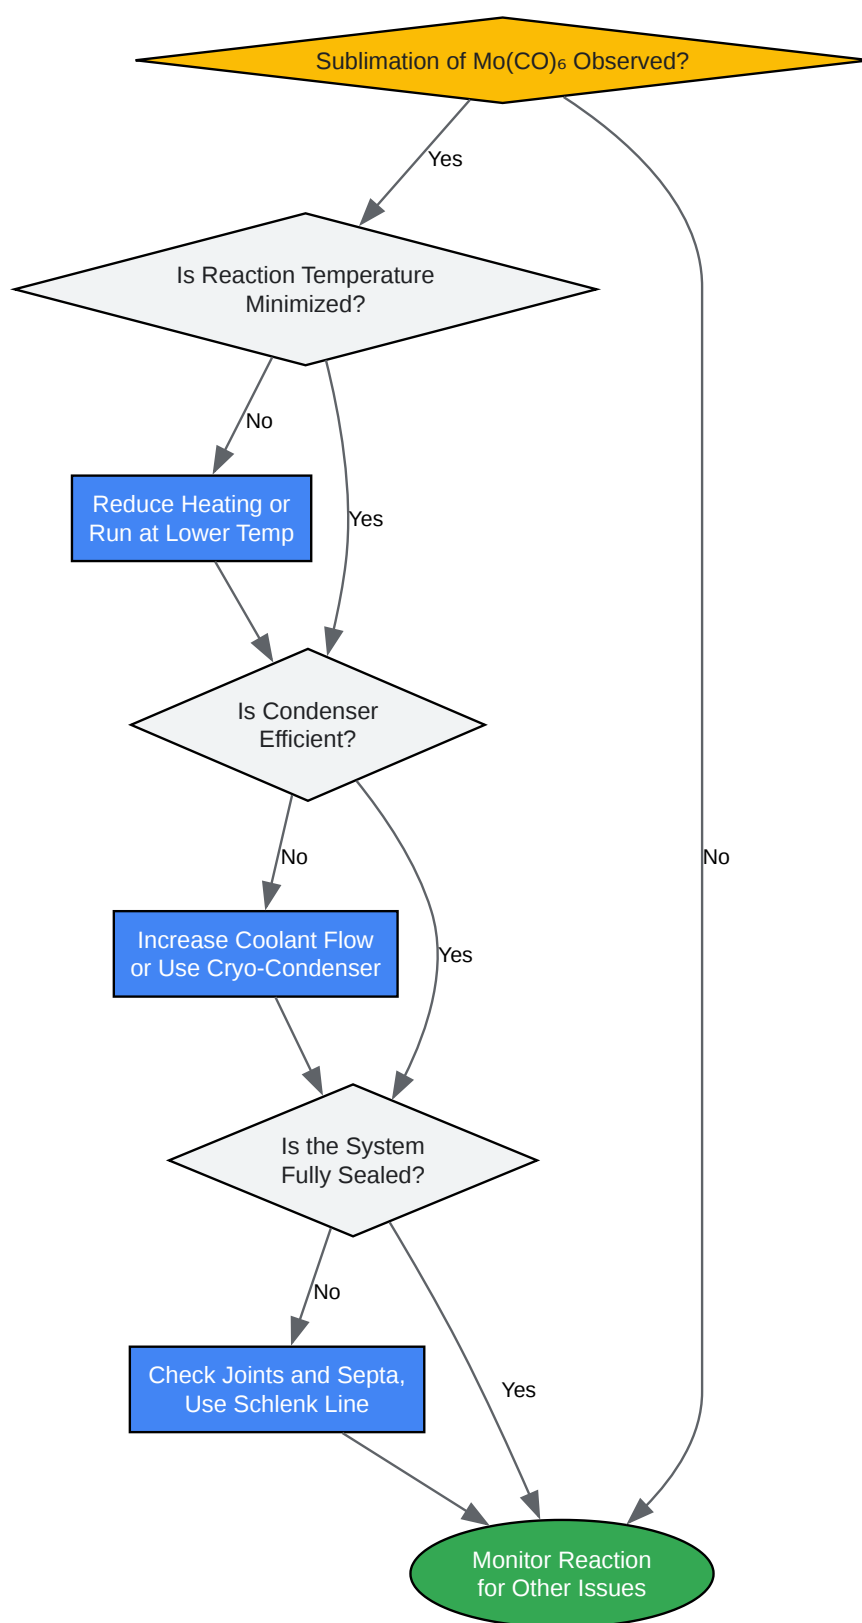 Sublimation of Mo(CO)₆ Observed?
Yes
Is Reaction Temperature
Minimized?
No
Reduce Heating or
Run at Lower Temp
Yes
Is Condenser
Efficient?
No
No
Increase Coolant Flow
or Use Cryo-Condenser
Yes
Is the System
Fully Sealed?
No
Check Joints and Septa,
Use Schlenk Line
Yes
Monitor Reaction
for Other Issues